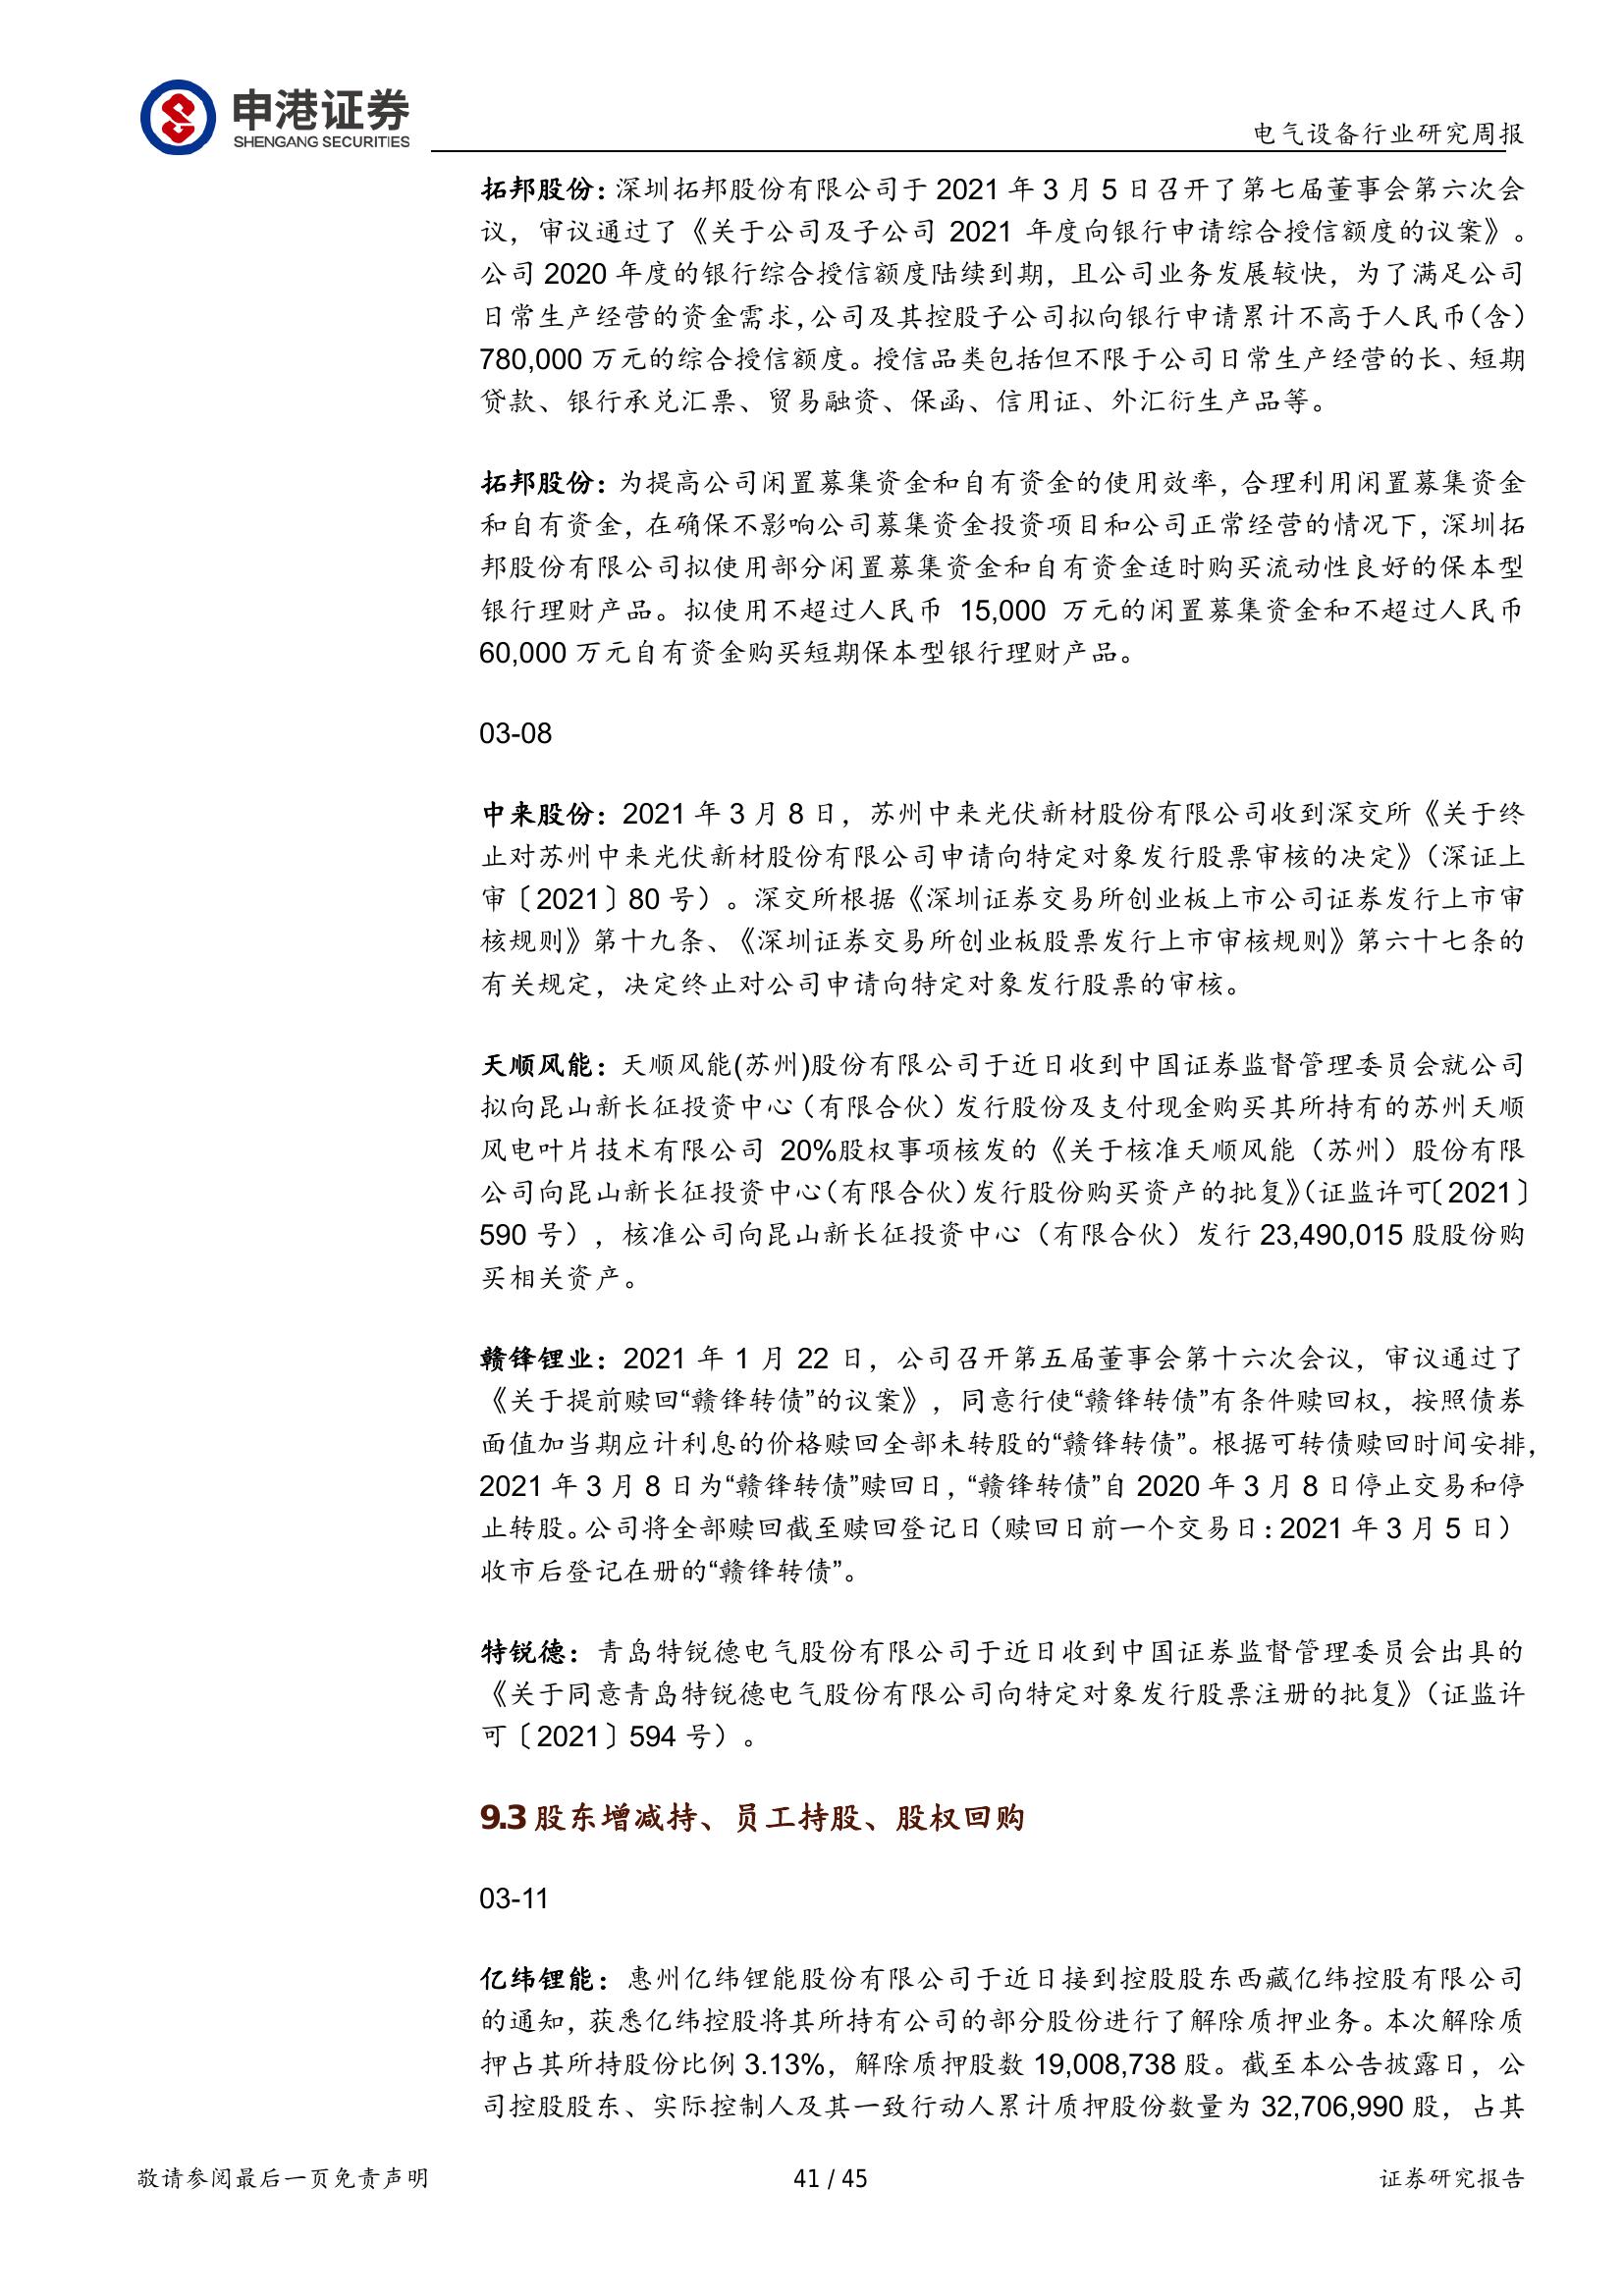 申港证券
SHENGANG SECURITIES
电气设备行业研究周报
拓邦股份：深圳拓邦股份有限公司于 2021 年 3 月 5 日召开了第七届董事会第六次会
议，审议通过了《关于公司及子公司 2021 年度向银行申请综合授信额度的议案》。
公司 2020 年度的银行综合授信额度陆续到期，且公司业务发展较快，为了满足公司
日常生产经营的资金需求，公司及其控股子公司拟向银行申请累计不高于人民币（含）
780,000 万元的综合授信额度。授信品类包括但不限于公司日常生产经营的长、短期
贷款、银行承兑汇票、贸易融资、保函、信用证、外汇衍生产品等。
拓邦股份：为提高公司闲置募集资金和自有资金的使用效率，合理利用闲置募集资金
和自有资金，在确保不影响公司募集资金投资项目和公司正常经营的情况下，深圳拓
邦股份有限公司拟使用部分闲置募集资金和自有资金适时购买流动性良好的保本型
银行理财产品。拟使用不超过人民币 15,000 万元的闲置募集资金和不超过人民币
60,000 万元自有资金购买短期保本型银行理财产品。
03-08
中来股份：2021 年 3 月 8 日，苏州中来光伏新材股份有限公司收到深交所《关于终
止对苏州中来光伏新材股份有限公司申请向特定对象发行股票审核的决定》（深证上
审〔2021〕80 号）。深交所根据《深圳证券交易所创业板上市公司证券发行上市审
核规则》第十九条、《深圳证券交易所创业板股票发行上市审核规则》第六十七条的
有关规定，决定终止对公司申请向特定对象发行股票的审核。
天顺风能：天顺风能(苏州)股份有限公司于近日收到中国证券监督管理委员会就公司
拟向昆山新长征投资中心（有限合伙）发行股份及支付现金购买其所持有的苏州天顺
风电叶片技术有限公司 20%股权事项核发的《关于核准天顺风能（苏州）股份有限
公司向昆山新长征投资中心（有限合伙）发行股份购买资产的批复》（证监许可〔2021〕
590 号），核准公司向昆山新长征投资中心（有限合伙）发行 23,490,015 股股份购
买相关资产。
赣锋锂业：2021 年 1 月 22 日，公司召开第五届董事会第十六次会议，审议通过了
《关于提前赎回“赣锋转债”的议案》，同意行使“赣锋转债”有条件赎回权，按照债券
面值加当期应计利息的价格赎回全部未转股的“赣锋转债”。根据可转债赎回时间安排，
2021 年 3 月 8 日为“赣锋转债”赎回日，“赣锋转债”自 2020 年 3 月 8 日停止交易和停
止转股。公司将全部赎回截至赎回登记日（赎回日前一个交易日：2021 年 3 月 5 日）
收市后登记在册的“赣锋转债”。
特锐德：青岛特锐德电气股份有限公司于近日收到中国证券监督管理委员会出具的
《关于同意青岛特锐德电气股份有限公司向特定对象发行股票注册的批复》（证监许
可〔2021〕594 号）。
9.3 股东增减持、员工持股、股权回购
03-11
亿纬锂能：惠州亿纬锂能股份有限公司于近日接到控股股东西藏亿纬控股有限公司
的通知，获悉亿纬控股将其所持有公司的部分股份进行了解除质押业务。本次解除质
押占其所持股份比例 3.13%，解除质押股数 19,008,738 股。截至本公告披露日，公
司控股股东、实际控制人及其一致行动人累计质押股份数量为 32,706,990 股，占其
敬请参阅最后一页免责声明
41 / 45
证券研究报告